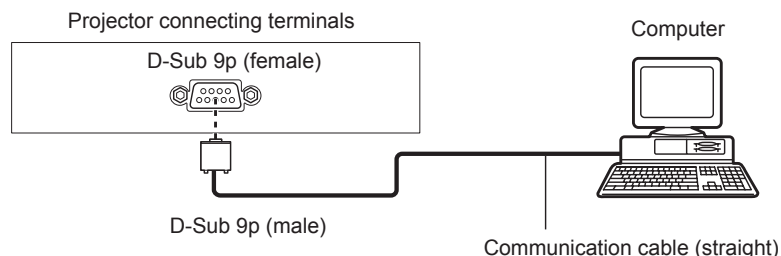 Projector connecting terminals
Computer
D-Sub 9p (female)
D-Sub 9p (male)
Communication cable (straight)